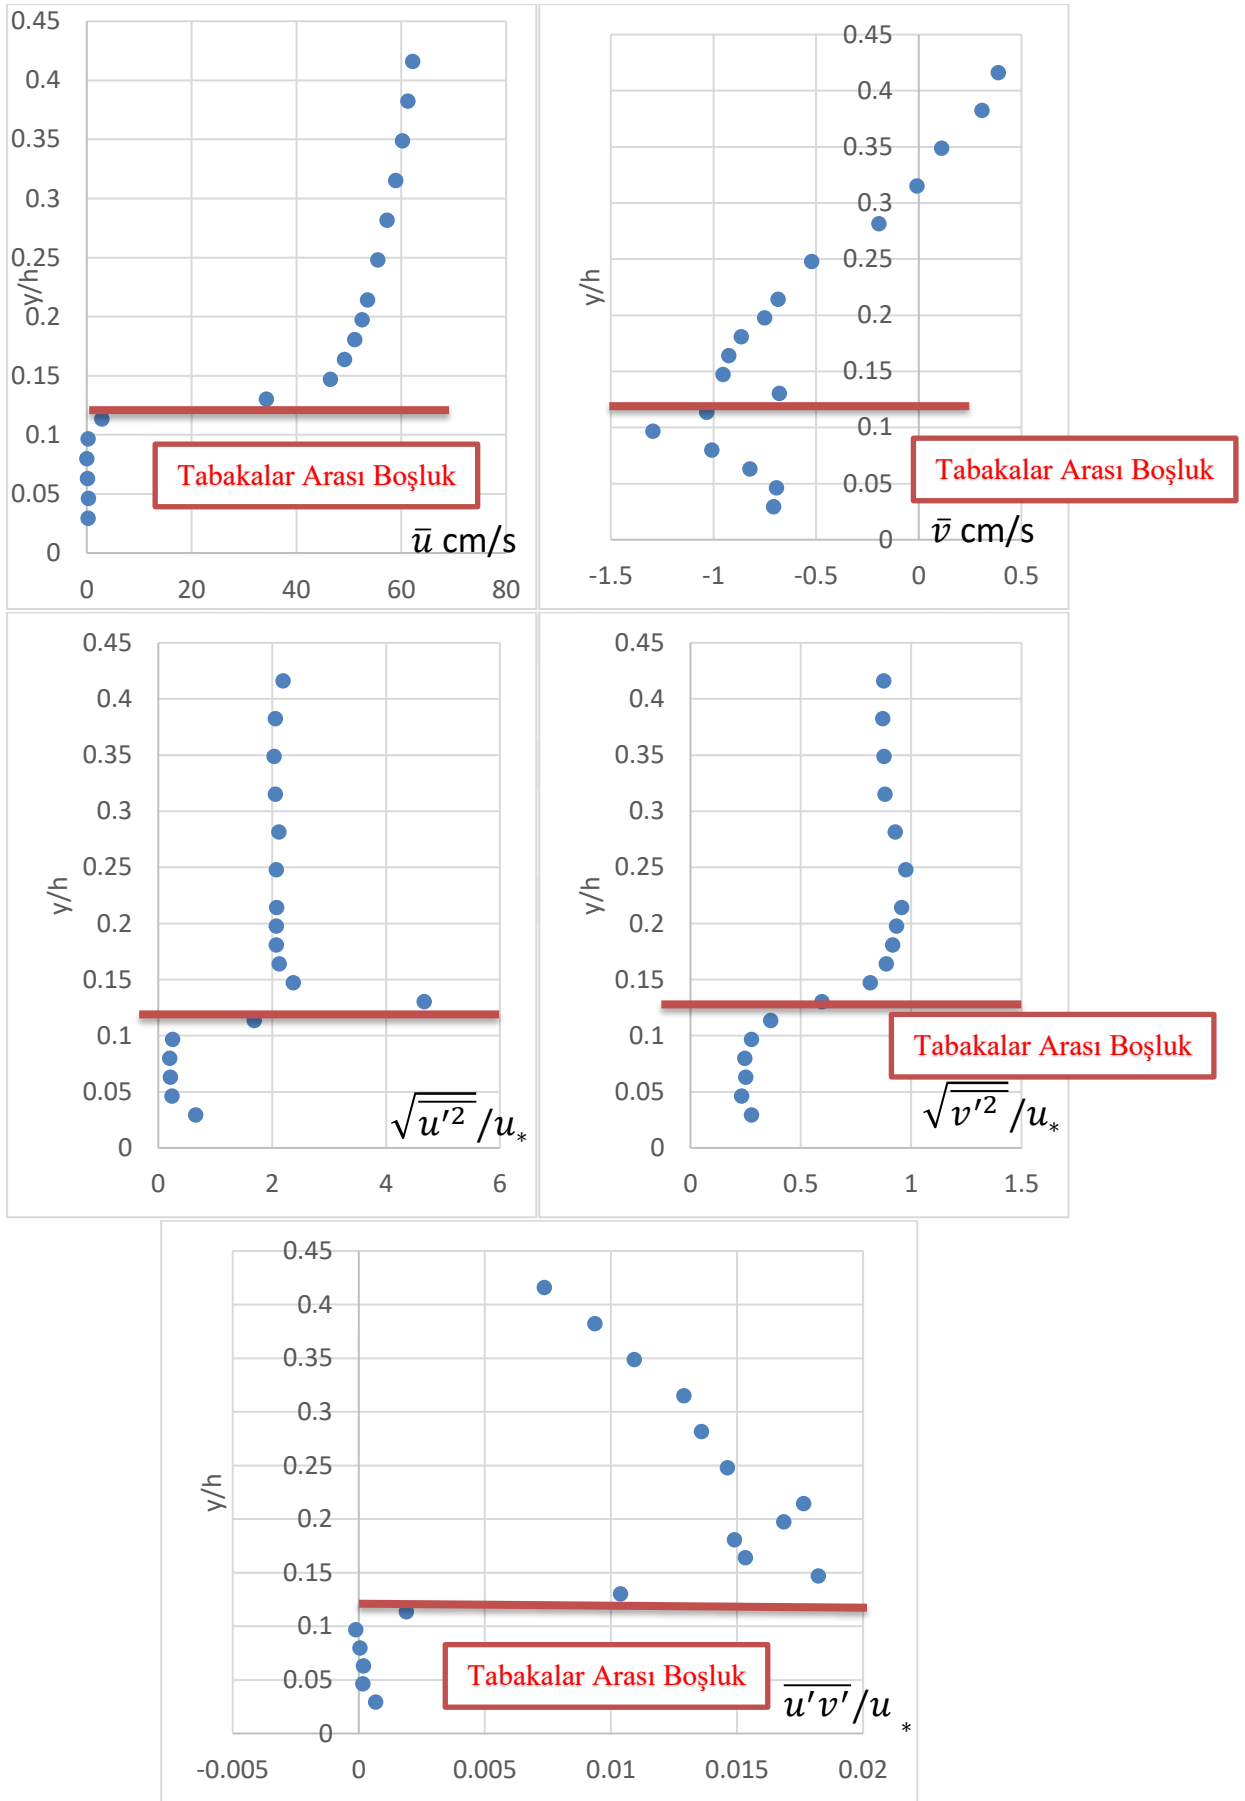 0.45
0.4
0.35
0.3
0.25
0.2
0.15
0.1
0.05
0
y/h
Tabakalar Arası Boşluk
u̅ cm/s
0 20 40 60 80
0.45
0.4
0.35
0.3
0.25
0.2
0.15
0.1
0.05
0
y/h
Tabakalar Arası Boşluk
v̅ cm/s
-1.5 -1 -0.5 0 0.5
0.45
0.4
0.35
0.3
0.25
0.2
0.15
0.1
0.05
0
y/h
√u′² /u*
0 2 4 6
0.45
0.4
0.35
0.3
0.25
0.2
0.15
0.1
0.05
0
y/h
Tabakalar Arası Boşluk
√v′² /u*
0 0.5 1 1.5
0.45
0.4
0.35
0.3
0.25
0.2
0.15
0.1
0.05
0
y/h
Tabakalar Arası Boşluk
u′v′/u *
-0.005 0 0.005 0.01 0.015 0.02